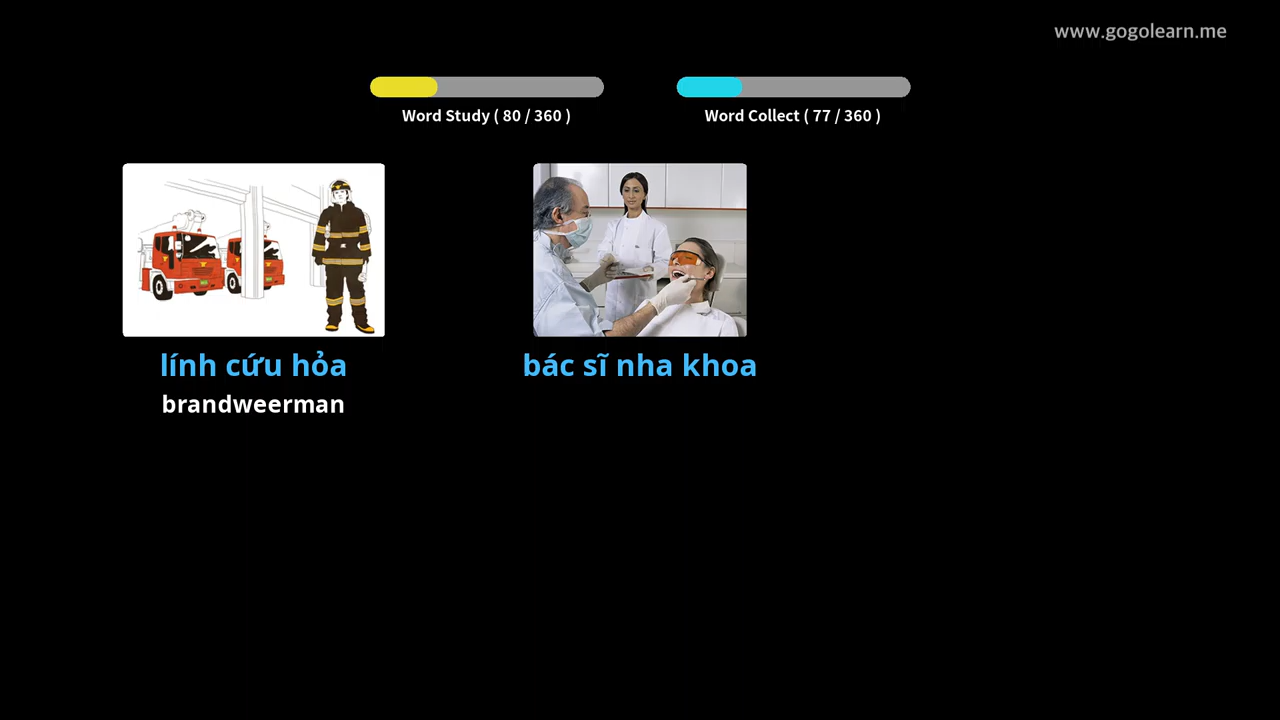 www.gogolearn.me
Word Study ( 80 / 360 )
Word Collect ( 77 / 360 )
lính cứu hỏa
brandweerman
bác sĩ nha khoa